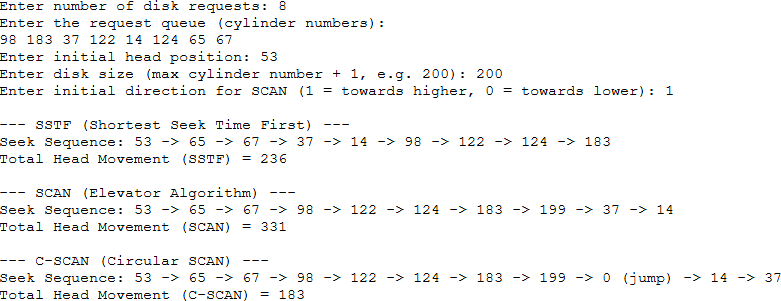 Enter number of disk requests: 8
Enter the request queue (cylinder numbers):
98 183 37 122 14 124 65 67
Enter initial head position: 53
Enter disk size (max cylinder number + 1, e.g. 200): 200
Enter initial direction for SCAN (1 = towards higher, 0 = towards lower): 1
--- SSTF (Shortest Seek Time First) ---
Seek Sequence: 53 -> 65 -> 67 -> 37 -> 14 -> 98 -> 122 -> 124 -> 183
Total Head Movement (SSTF) = 236
--- SCAN (Elevator Algorithm) ---
Seek Sequence: 53 -> 65 -> 67 -> 98 -> 122 -> 124 -> 183 -> 199 -> 37 -> 14
Total Head Movement (SCAN) = 331
--- C-SCAN (Circular SCAN) ---
Seek Sequence: 53 -> 65 -> 67 -> 98 -> 122 -> 124 -> 183 -> 199 -> 0 (jump) -> 14 -> 37
Total Head Movement (C-SCAN) = 183